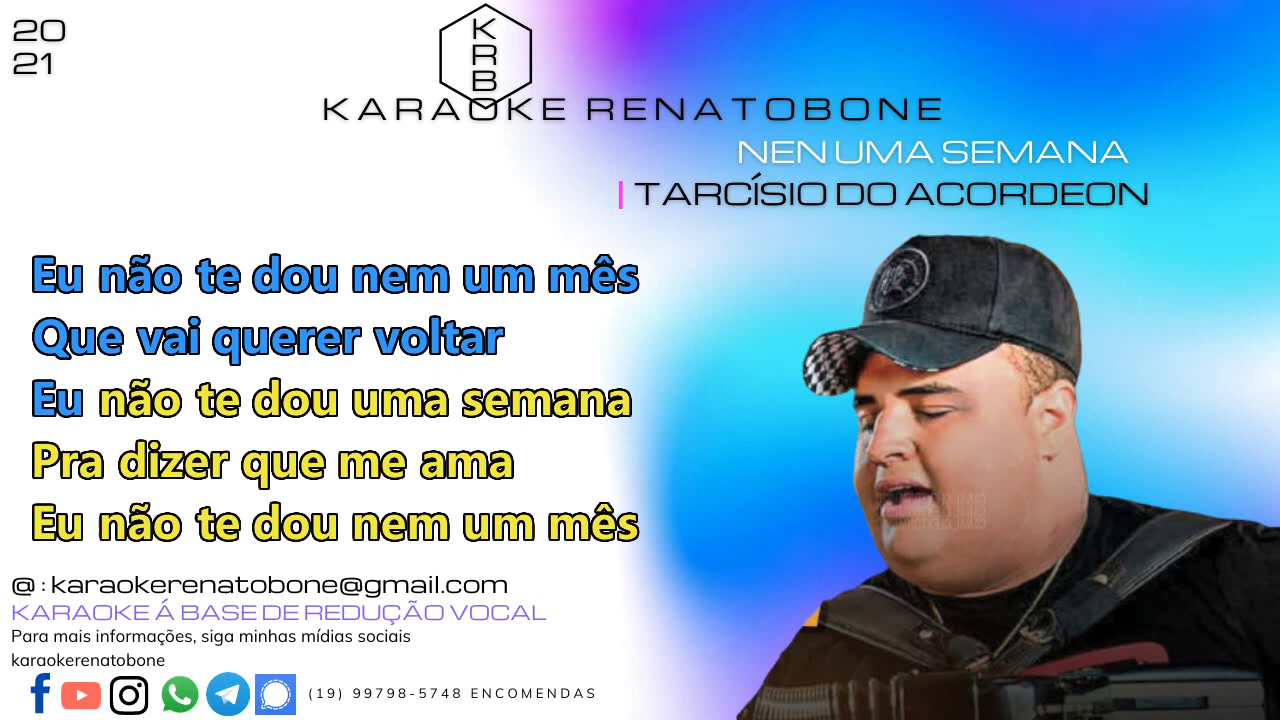 20
21
K
R
B
KARAOKE RENATOBONE
NEN UMA SEMANA
| TARCÍSIO DO ACORDEON
Eu não te dou nem um mês
Que vai querer voltar
Eu não te dou uma semana
Pra dizer que me ama
Eu não te dou nem um mês
@ : karaokerenatobone@gmail.com
KARAOKE Á BASE DE REDUÇÃO VOCAL
Para mais informações, siga minhas mídias sociais
karaokerenatobone
(19) 99798-5748 ENCOMENDAS